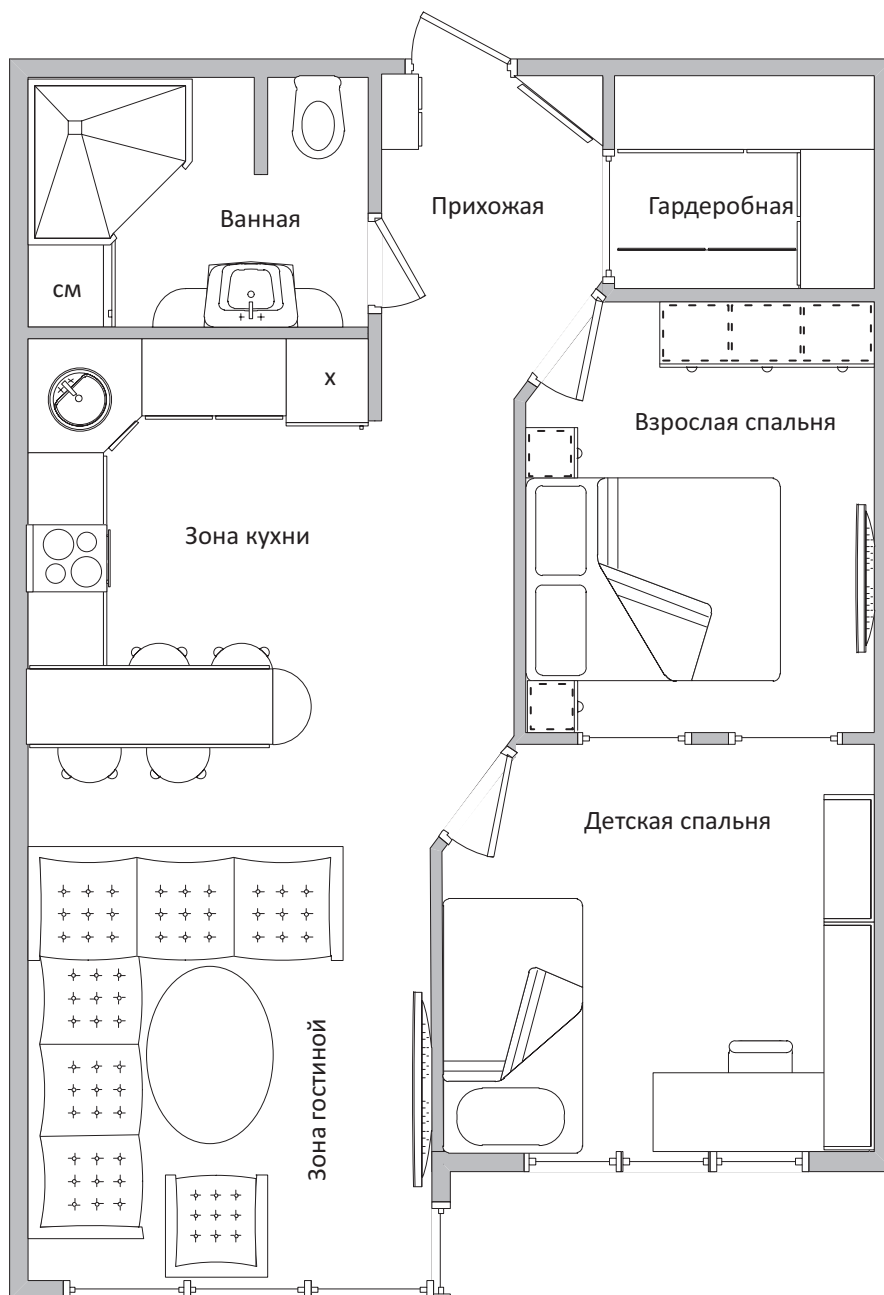 Ванная
Прихожая
Гардеробная
см
х
Взрослая спальня
Зона кухни
Детская спальня
Зона гостиной